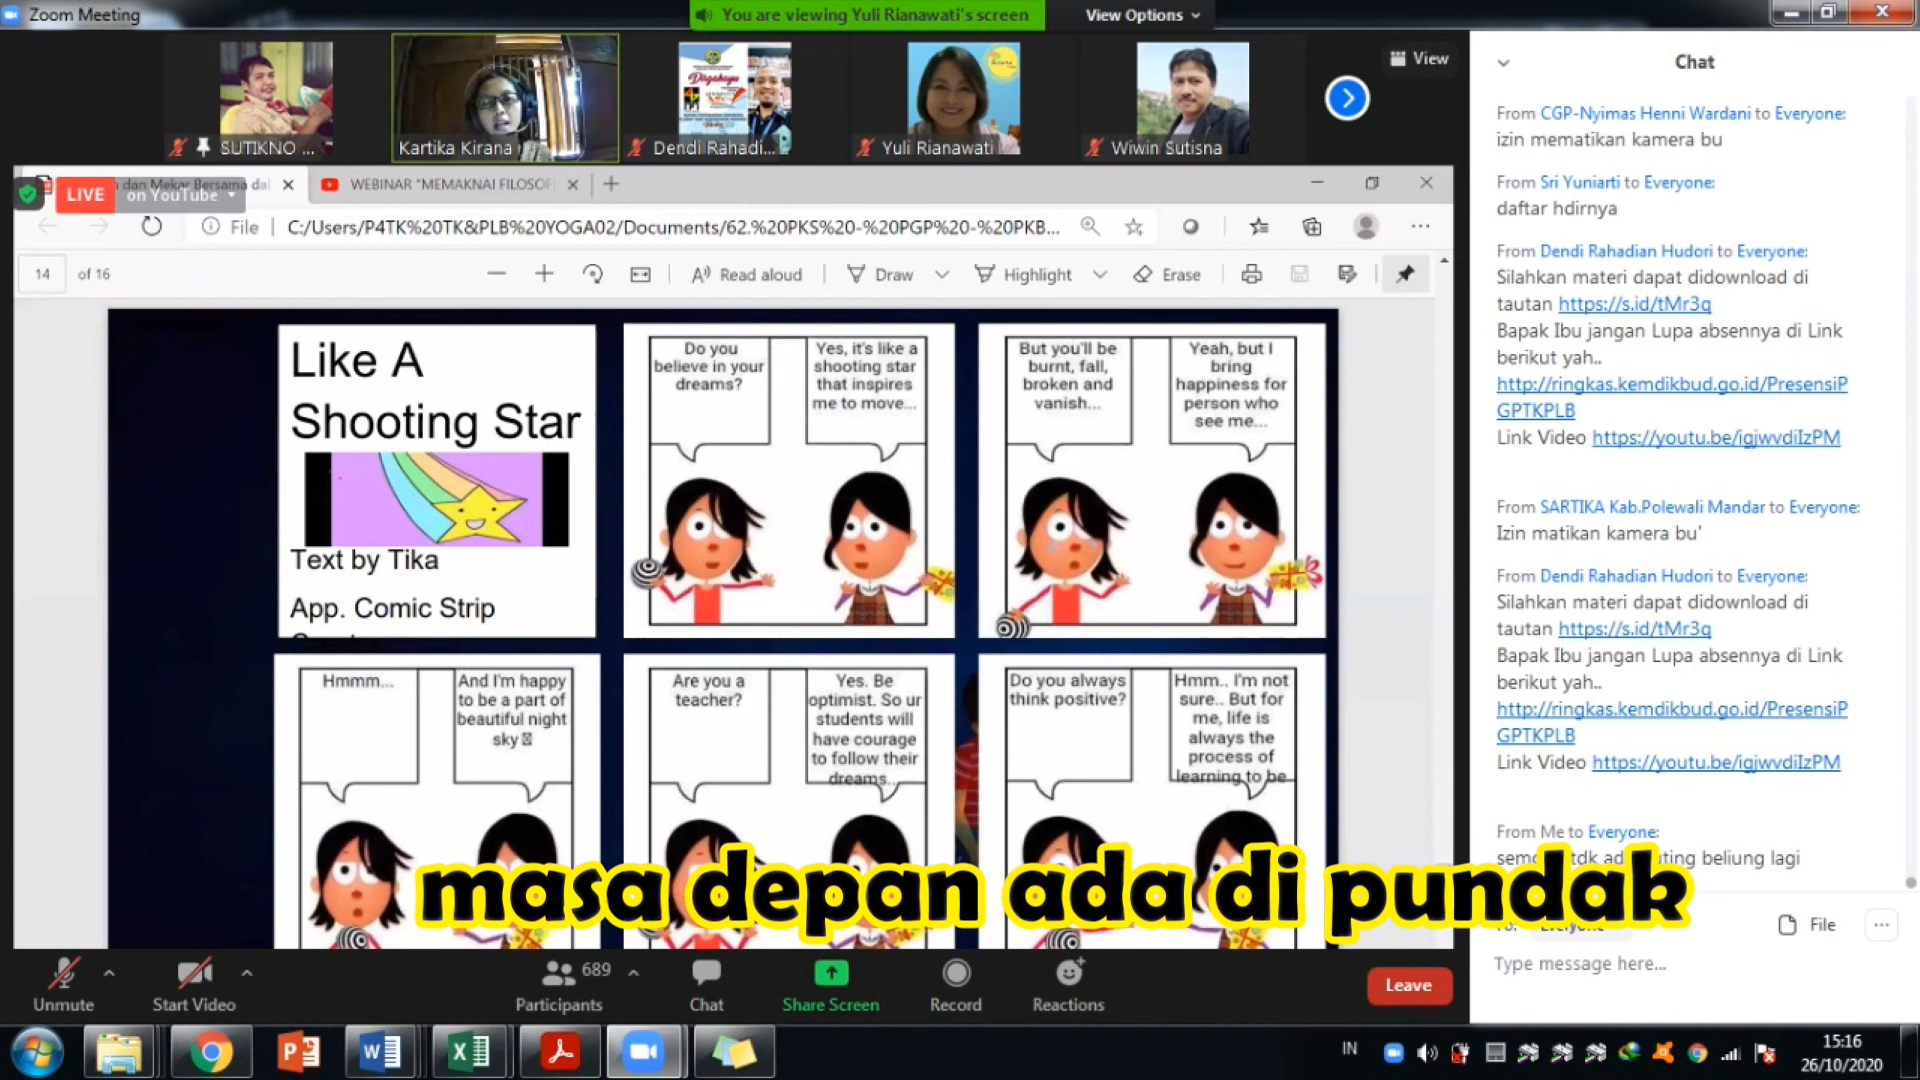 Zoom Meeting
You are viewing Yuli Rianawati's screen
View Options
View
SUTIKNO ...
Kartika Kirana
Dirgahayu
Dendi Rahadi...
Yuli Rianawati
Wiwin Sutisna
LIVE on YouTube
dan Mekar Bersama dal
WEBINAR "MEMAKNAI FILOSOF
File
C:/Users/P4TK%20TK&PLB%20YOGA02/Documents/62.%20PKS%20-%20PGP%20-%20PKB...
14 of 16
Read aloud
Draw
Highlight
Erase
Like A
Shooting Star
Text by Tika
App. Comic Strip
Do you
believe in your
dreams?
Yes, it's like a
shooting star
that inspires
me to move...
But you'll be
burnt, fall,
broken and
vanish...
Yeah, but I
bring
happiness for
person who
see me...
Hmmm...
And I'm happy
to be a part of
beautiful night
sky
Are you a
teacher?
Yes. Be
optimist. So ur
students will
have courage
to follow their
dreams..
Do you always
think positive?
Hmm.. I'm not
sure.. But for
me, life is
always the
process of
learning to be
masa depan ada di pundak
Chat
From CGP-Nyimas Henni Wardani to Everyone:
izin mematikan kamera bu
From Sri Yuniarti to Everyone:
daftar hdirnya
From Dendi Rahadian Hudori to Everyone:
Silahkan materi dapat didownload di
tautan https://s.id/tMr3q
Bapak Ibu jangan Lupa absennya di Link
berikut yah..
http://ringkas.kemdikbud.go.id/PresensiP
GPTKPLB
Link Video https://youtu.be/igjwvdiIzPM
From SARTIKA Kab.Polewali Mandar to Everyone:
Izin matikan kamera bu'
From Dendi Rahadian Hudori to Everyone:
Silahkan materi dapat didownload di
tautan https://s.id/tMr3q
Bapak Ibu jangan Lupa absennya di Link
berikut yah..
http://ringkas.kemdikbud.go.id/PresensiP
GPTKPLB
Link Video https://youtu.be/igjwvdiIzPM
From Me to Everyone:
beliung lagi
To: Everyone
File
Type message here...
Unmute
Start Video
689
Participants
Chat
Share Screen
Record
Reactions
Leave
IN
15:16
26/10/2020